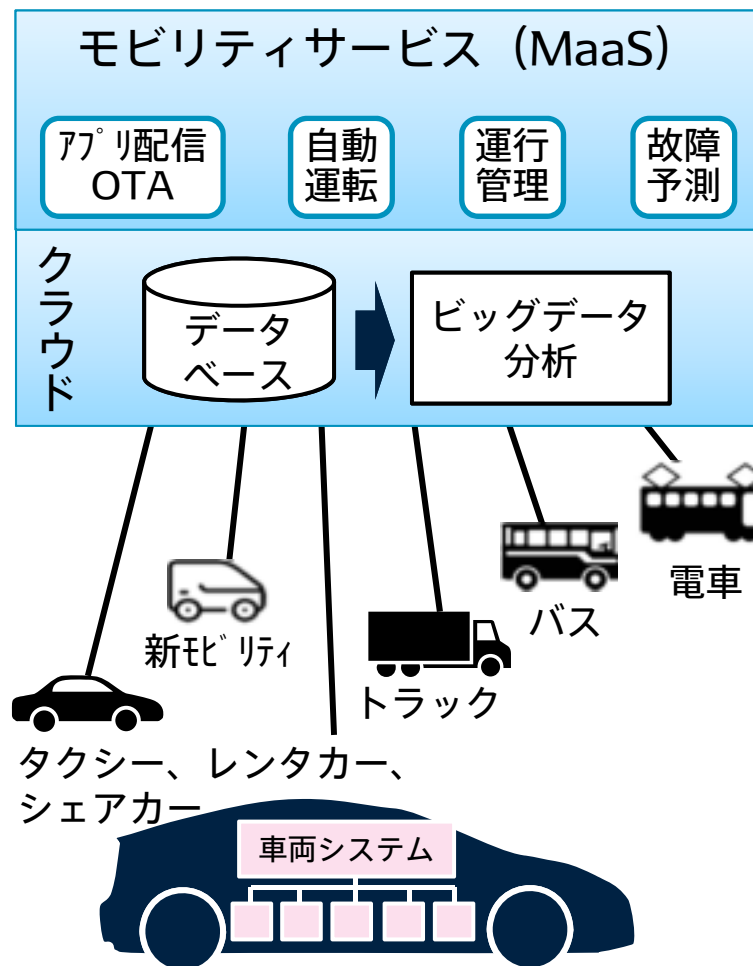 モビリティサービス（MaaS）
ｱﾌﾟﾘ配信
OTA
自動
運転
運行
管理
故障
予測
クラウド
データ
ベース
ビッグデータ
分析
電車
バス
新ﾓﾋﾞﾘﾃｨ
トラック
タクシー、レンタカー、
シェアカー
車両システム